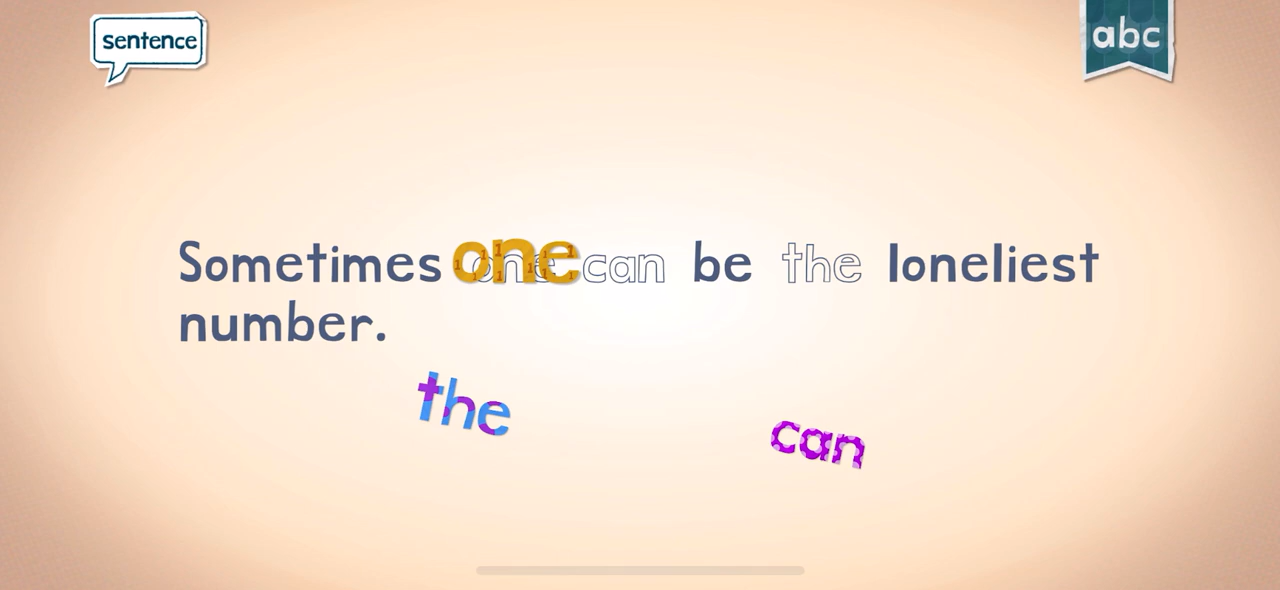 sentence
abc
Sometimes one can be the loneliest
number.
the
can